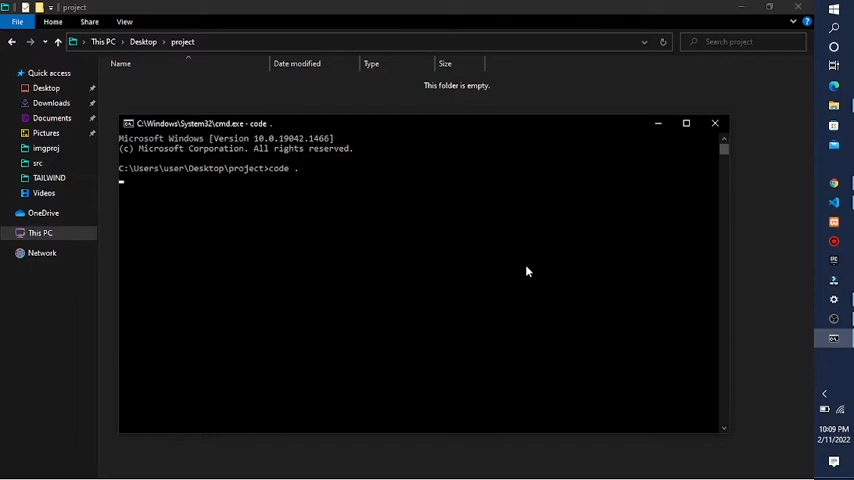 project
File Home Share View
This PC > Desktop > project
Search project
Name Date modified Type Size
This folder is empty.
Quick access
Desktop
Downloads
Documents
Pictures
imgproj
src
TAILWIND
Videos
OneDrive
This PC
Network
C:\Windows\System32\cmd.exe - code .
Microsoft Windows [Version 10.0.19042.1466]
(c) Microsoft Corporation. All rights reserved.
C:\Users\user\Desktop\project>code .
10:09 PM
2/11/2022